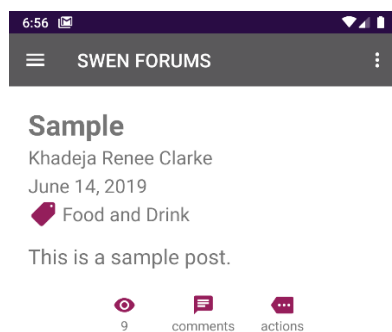 6:56
SWEN FORUMS
Sample
Khadeja Renee Clarke
June 14, 2019
Food and Drink
This is a sample post.
9 comments actions